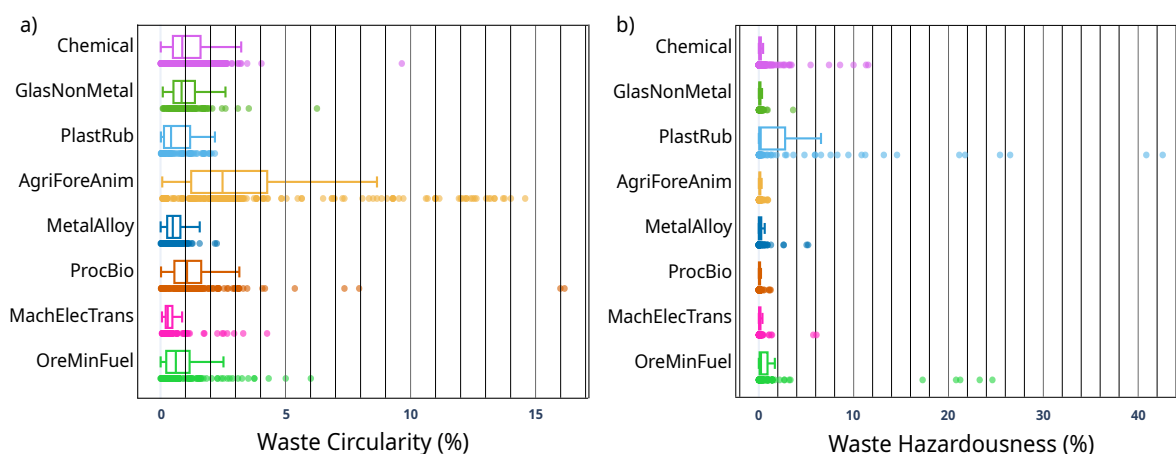 a)
Chemical
GlasNonMetal
PlastRub
AgriForeAnim
MetalAlloy
ProcBio
MachElecTrans
OreMinFuel
0 5 10 15
Waste Circularity (%)
b)
Chemical
GlasNonMetal
PlastRub
AgriForeAnim
MetalAlloy
ProcBio
MachElecTrans
OreMinFuel
0 10 20 30 40
Waste Hazardousness (%)